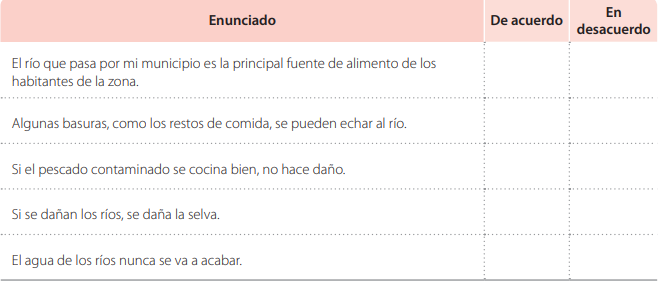 Enunciado De acuerdo En desacuerdo
El río que pasa por mi municipio es la principal fuente de alimento de los
habitantes de la zona.
Algunas basuras, como los restos de comida, se pueden echar al río.
Si el pescado contaminado se cocina bien, no hace daño.
Si se dañan los ríos, se daña la selva.
El agua de los ríos nunca se va a acabar.